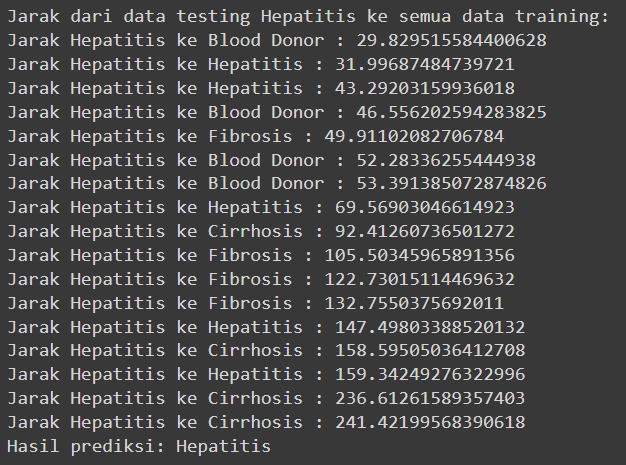 Jarak dari data testing Hepatitis ke semua data training:
Jarak Hepatitis ke Blood Donor : 29.829515584400628
Jarak Hepatitis ke Hepatitis : 31.99687484739721
Jarak Hepatitis ke Hepatitis : 43.29203159936018
Jarak Hepatitis ke Blood Donor : 46.556202594283825
Jarak Hepatitis ke Fibrosis : 49.91102082706784
Jarak Hepatitis ke Blood Donor : 52.28336255444938
Jarak Hepatitis ke Blood Donor : 53.391385072874826
Jarak Hepatitis ke Hepatitis : 69.56903046614923
Jarak Hepatitis ke Cirrhosis : 92.41260736501272
Jarak Hepatitis ke Fibrosis : 105.50345965891356
Jarak Hepatitis ke Fibrosis : 122.73015114469632
Jarak Hepatitis ke Fibrosis : 132.7550375692011
Jarak Hepatitis ke Hepatitis : 147.49803388520132
Jarak Hepatitis ke Cirrhosis : 158.59505036412708
Jarak Hepatitis ke Hepatitis : 159.34249276322996
Jarak Hepatitis ke Cirrhosis : 236.61261589357403
Jarak Hepatitis ke Cirrhosis : 241.42199568390618
Hasil prediksi: Hepatitis